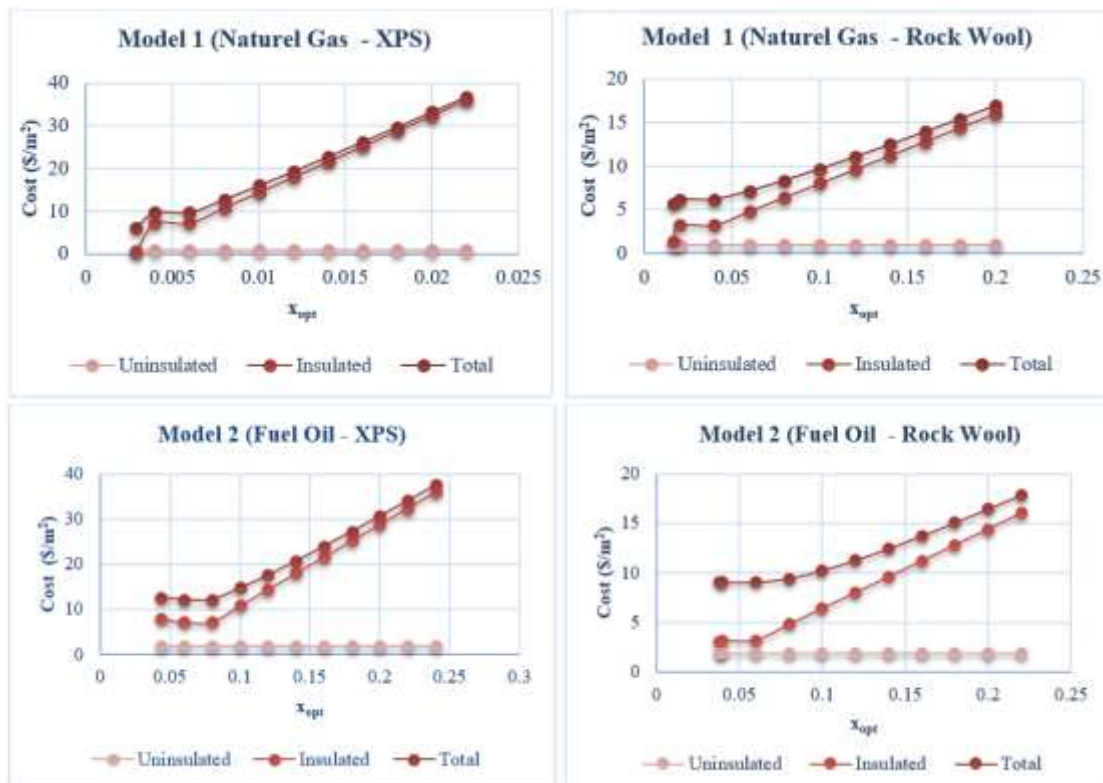 Model 1 (Naturel Gas - XPS)
Cost ($/m²)
40
30
20
10
0
0 0.005 0.01 0.015 0.02 0.025
x_opt
Uninsulated Insulated Total
Model 1 (Naturel Gas - Rock Wool)
Cost ($/m²)
20
15
10
5
0
0 0.05 0.1 0.15 0.2 0.25
x_opt
Uninsulated Insulated Total
Model 2 (Fuel Oil - XPS)
Cost ($/m²)
40
30
20
10
0
0 0.05 0.1 0.15 0.2 0.25 0.3
x_opt
Uninsulated Insulated Total
Model 2 (Fuel Oil - Rock Wool)
Cost ($/m²)
20
15
10
5
0
0 0.05 0.1 0.15 0.2 0.25
x_opt
Uninsulated Insulated Total